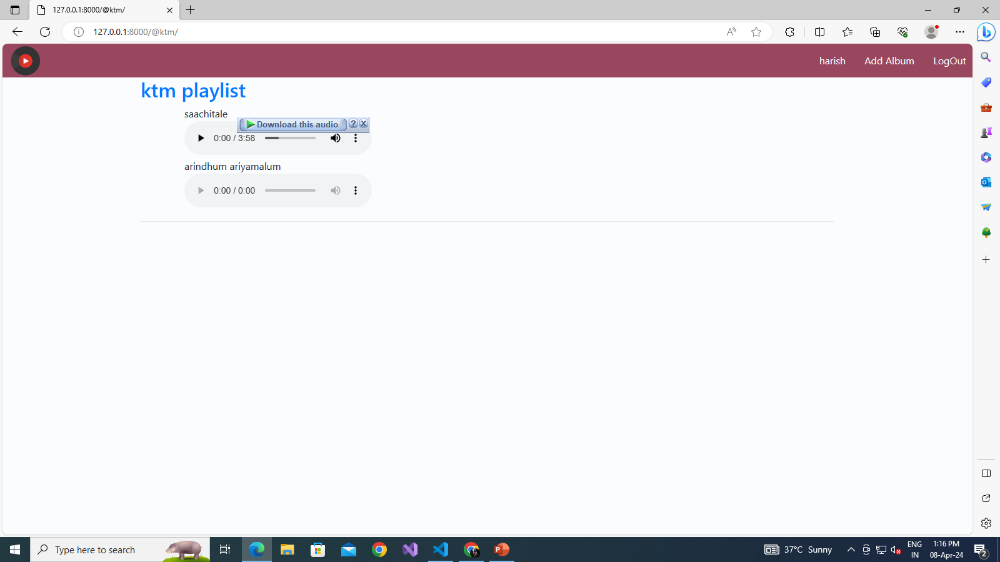 127.0.0.1:8000/@ktm/
127.0.0.1:8000/@ktm/
harish Add Album LogOut
ktm playlist
saachitale
Download this audio ? X
0:00 / 3:58
arindhum ariyamalum
0:00 / 0:00
Type here to search
37°C Sunny
ENG
IN
1:16 PM
08-Apr-24
2